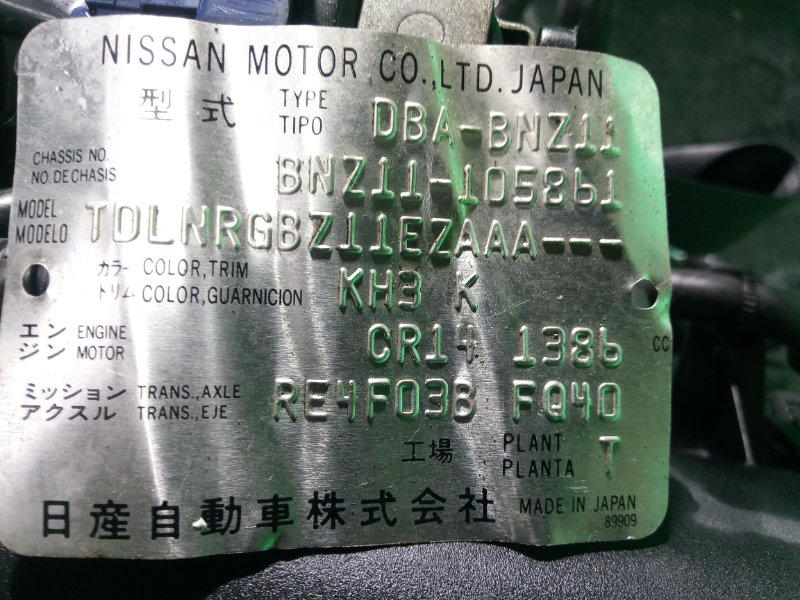 NISSAN MOTOR CO.,LTD. JAPAN
型式 TYPE TIPO DBA-BNZ11
CHASSIS NO. NO DE CHASIS BNZ11-105861
MODEL MODELO TDLNRGBZ11EZAAA---
カラー COLOR,TRIM
トリム COLOR,GUARNICION KH3 K
エンジン ENGINE MOTOR CR14 1386 CC
ミッション TRANS.,AXLE
アクスル TRANS.,EJE RE4F03B FQ40
工場 PLANT PLANTA T
日産自動車株式会社 MADE IN JAPAN
89909